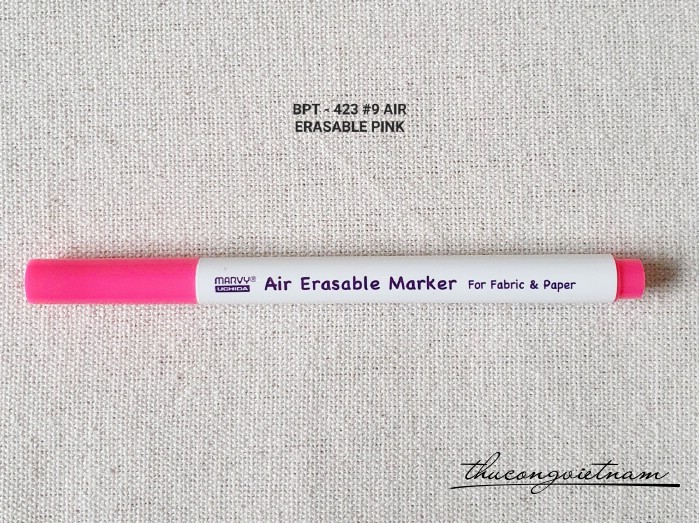 BPT - 423 #9 AIR
ERASABLE PINK
MARVY® UCHIDA Air Erasable Marker For Fabric & Paper
thucongvietnam